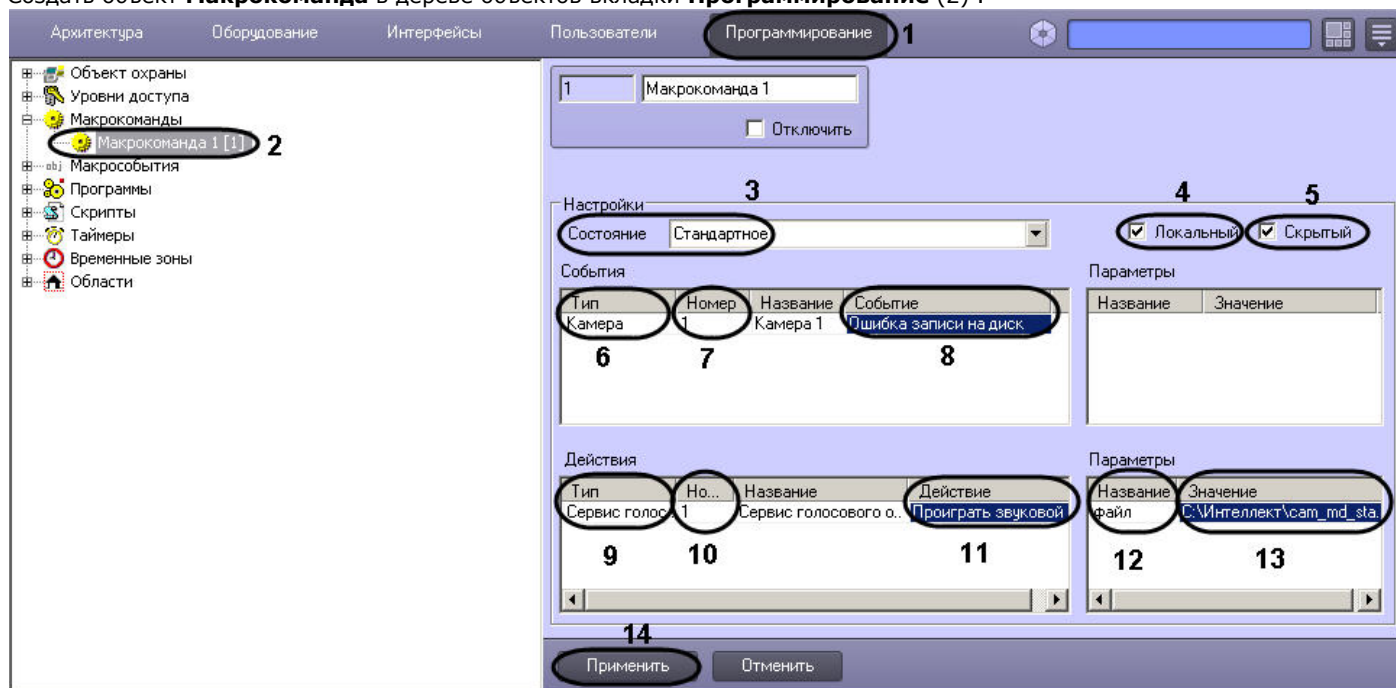 Создать объект Макрокоманда в дереве объектов вкладки Программирование (2) .
Архитектура Оборудование Интерфейсы Пользователи Программирование 1
Объект охраны
Уровни доступа
Макрокоманды
Макрокоманда 1 [1] 2
obj Макрособытия
Программы
Скрипты
Таймеры
Временные зоны
Области
1 Макрокоманда 1
Отключить
3 4 5
Настройки
Состояние Стандартное Локальный Скрытый
События Параметры
Тип Номер Название Событие Название Значение
Камера 1 Камера 1 Ошибка записи на диск
6 7 8
Действия Параметры
Тип Но... Название Действие Название Значение
Сервис голос 1 Сервис голосового о.. Проиграть звуковой файл C:\Интеллект\cam_md_sta.
9 10 11 12 13
14
Применить Отменить